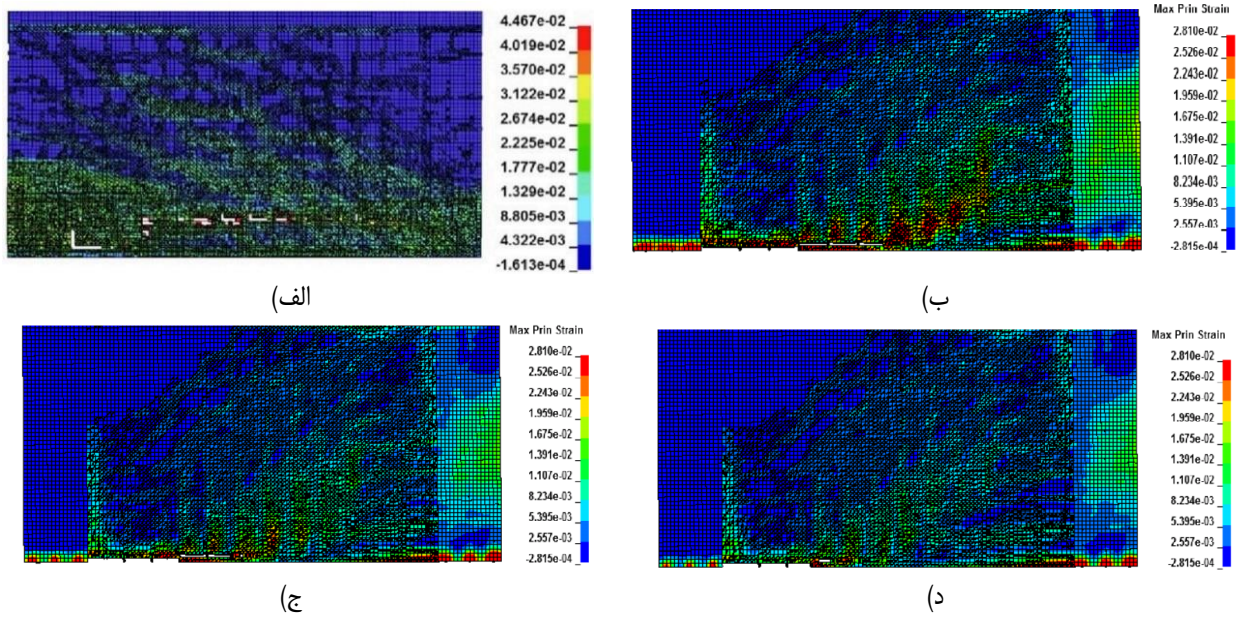 4.467e-02
4.019e-02
3.570e-02
3.122e-02
2.674e-02
2.225e-02
1.777e-02
1.329e-02
8.805e-03
4.322e-03
-1.613e-04
الف)
Max Prin Strain
2.810e-02
2.526e-02
2.243e-02
1.959e-02
1.675e-02
1.391e-02
1.107e-02
8.234e-03
5.395e-03
2.557e-03
-2.815e-04
ب)
Max Prin Strain
2.810e-02
2.526e-02
2.243e-02
1.959e-02
1.675e-02
1.391e-02
1.107e-02
8.234e-03
5.395e-03
2.557e-03
-2.815e-04
ج)
Max Prin Strain
2.810e-02
2.526e-02
2.243e-02
1.959e-02
1.675e-02
1.391e-02
1.107e-02
8.234e-03
5.395e-03
2.557e-03
-2.815e-04
د)